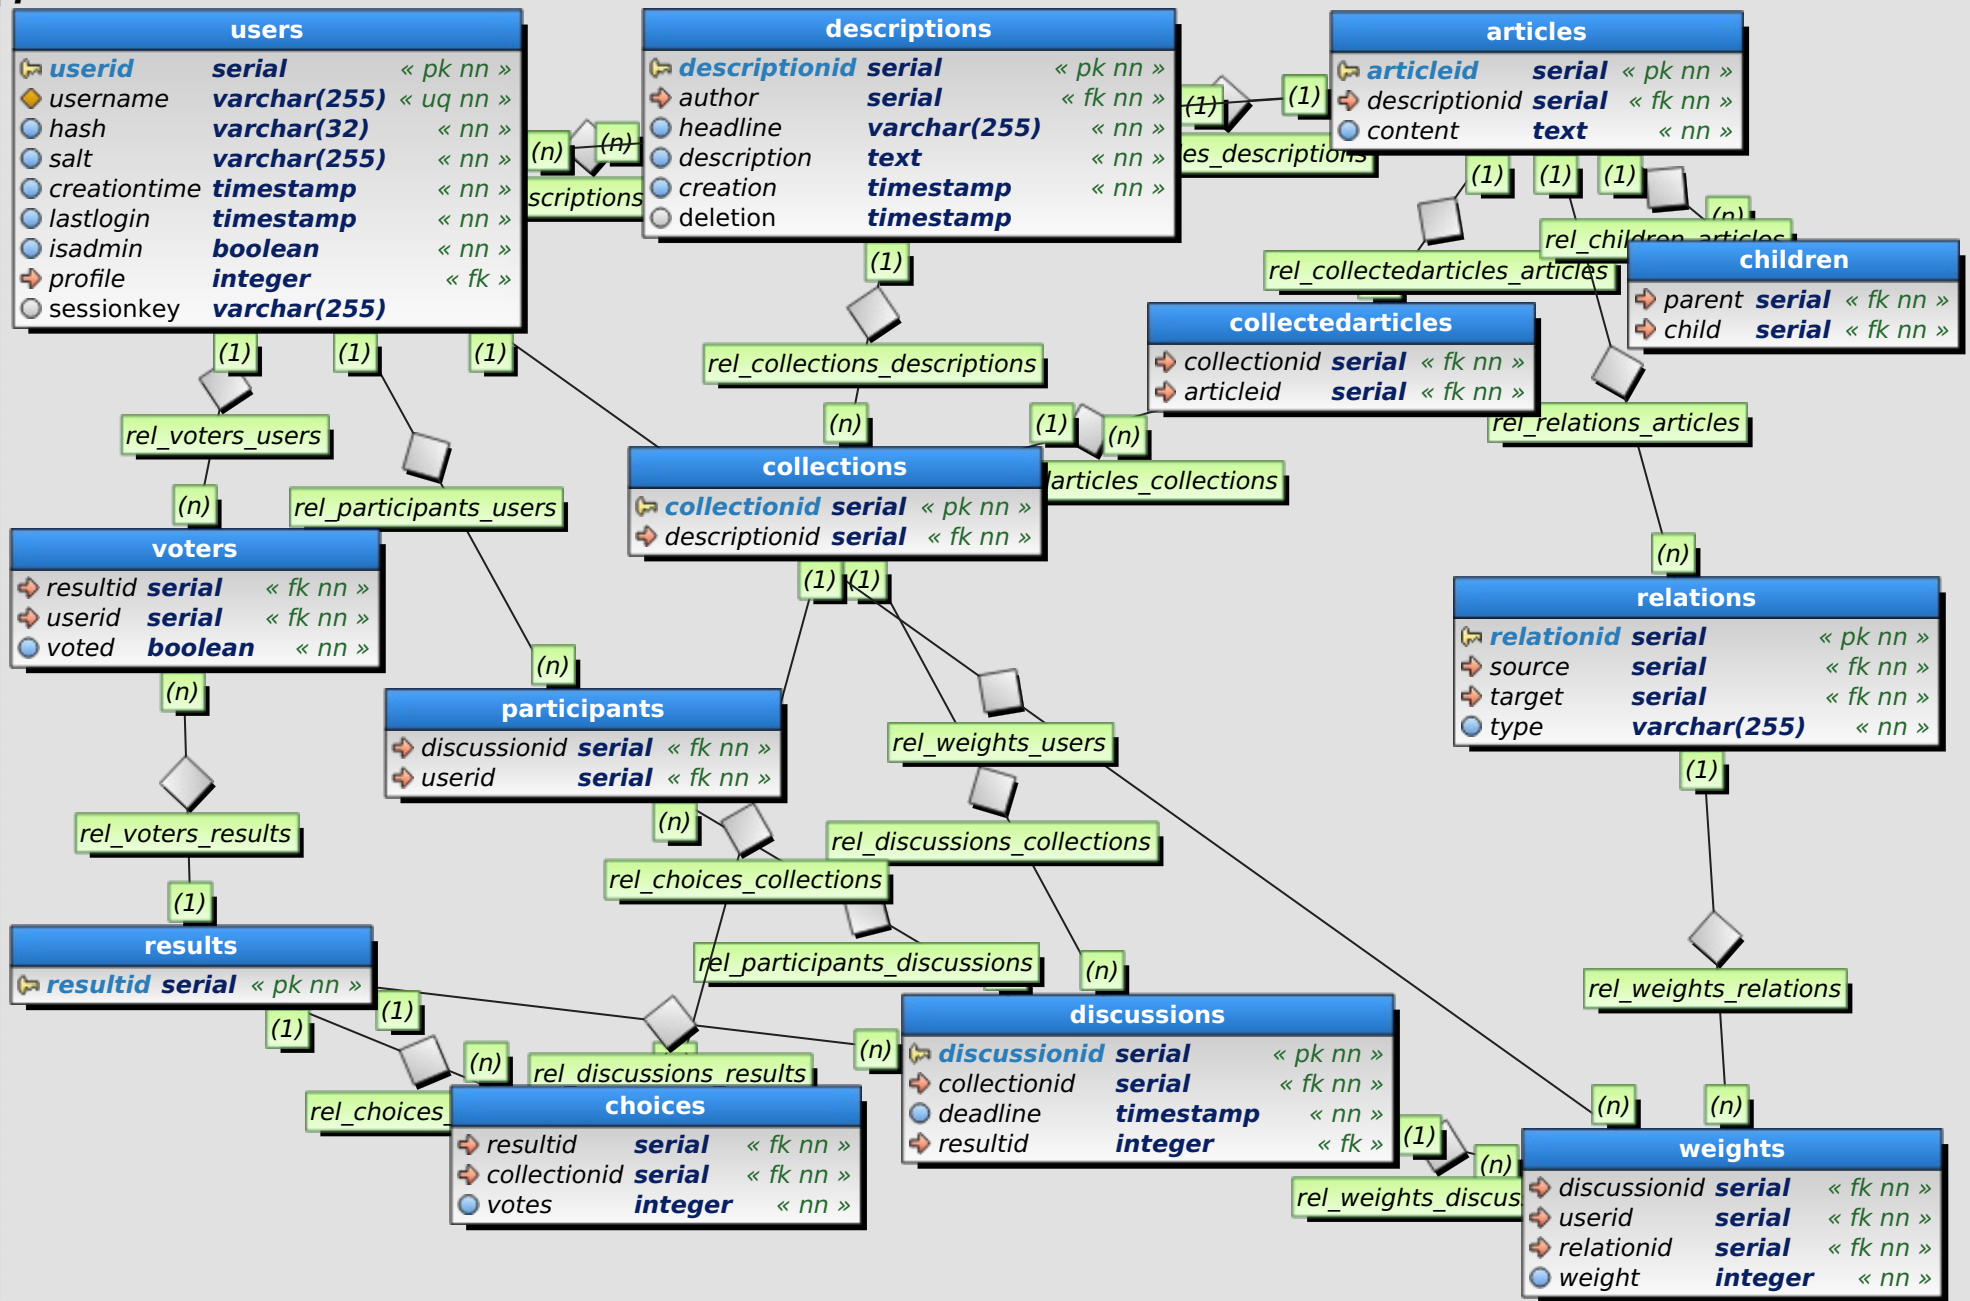 users
userid serial « pk nn »
username varchar(255) « uq nn »
hash varchar(32) « nn »
salt varchar(255) « nn »
creationtime timestamp « nn »
lastlogin timestamp « nn »
isadmin boolean « nn »
profile integer « fk »
sessionkey varchar(255)
(n)
(n)
scriptions
descriptions
descriptionid serial « pk nn »
author serial « fk nn »
headline varchar(255) « nn »
description text « nn »
creation timestamp « nn »
deletion timestamp
(1)
(1)
es_descriptions
articles
articleid serial « pk nn »
descriptionid serial « fk nn »
content text « nn »
(1)
(1)
(1)
(n)
rel_children_articles
rel_collectedarticles_articles
children
parent serial « fk nn »
child serial « fk nn »
(1)
rel_collections_descriptions
(n)
collectedarticles
collectionid serial « fk nn »
articleid serial « fk nn »
(1)
(n)
articles_collections
rel_relations_articles
(1)
(1)
(1)
rel_voters_users
(n)
rel_participants_users
collections
collectionid serial « pk nn »
descriptionid serial « fk nn »
(1)
(1)
voters
resultid serial « fk nn »
userid serial « fk nn »
voted boolean « nn »
(n)
(n)
(n)
relations
relationid serial « pk nn »
source serial « fk nn »
target serial « fk nn »
type varchar(255) « nn »
(1)
participants
discussionid serial « fk nn »
userid serial « fk nn »
(n)
rel_weights_users
rel_voters_results
(1)
rel_discussions_collections
rel_choices_collections
rel_participants_discussions
(n)
rel_weights_relations
results
resultid serial « pk nn »
(1)
(1)
(n)
rel_discussions_results
(n)
rel_choices_
choices
resultid serial « fk nn »
collectionid serial « fk nn »
votes integer « nn »
discussions
discussionid serial « pk nn »
collectionid serial « fk nn »
deadline timestamp « nn »
resultid integer « fk »
(1)
(n)
rel_weights_discus
(n)
(n)
weights
discussionid serial « fk nn »
userid serial « fk nn »
relationid serial « fk nn »
weight integer « nn »